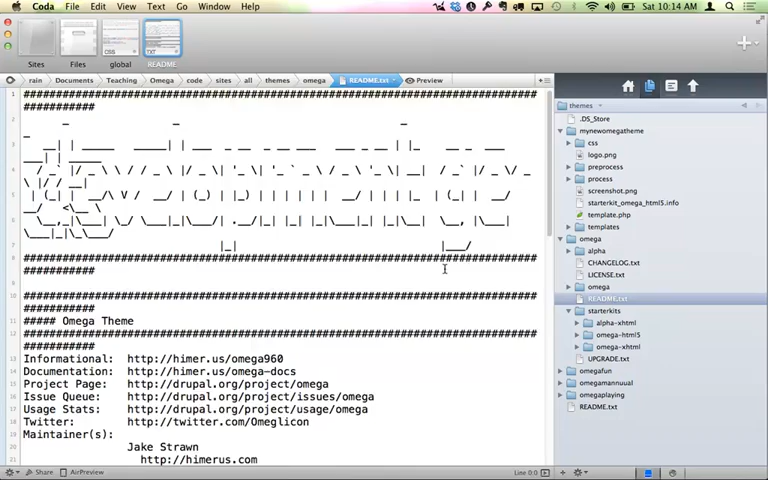 Coda File Edit View Text Go Window Help Sat 10:14 AM
Sites Files global README
CSS TXT
rain Documents Teaching Omega code sites all themes omega README.txt Preview
themes
.DS_Store
mynewomegatheme
css
logo.png
preprocess
process
screenshot.png
starterkit_omega_html5.info
template.php
templates
omega
alpha
CHANGELOG.txt
LICENSE.txt
omega
README.txt
starterkits
alpha-xhtml
omega-html5
omega-xhtml
UPGRADE.txt
omegafun
omegamannuual
omegaplaying
README.txt
##### Omega Theme
Informational: http://himer.us/omega960
Documentation: http://himer.us/omega-docs
Project Page: http://drupal.org/project/omega
Issue Queue: http://drupal.org/project/issues/omega
Usage Stats: http://drupal.org/project/usage/omega
Twitter: http://twitter.com/Omeglicon
Maintainer(s):
Jake Strawn
http://himerus.com
Share AirPreview Line 0:0